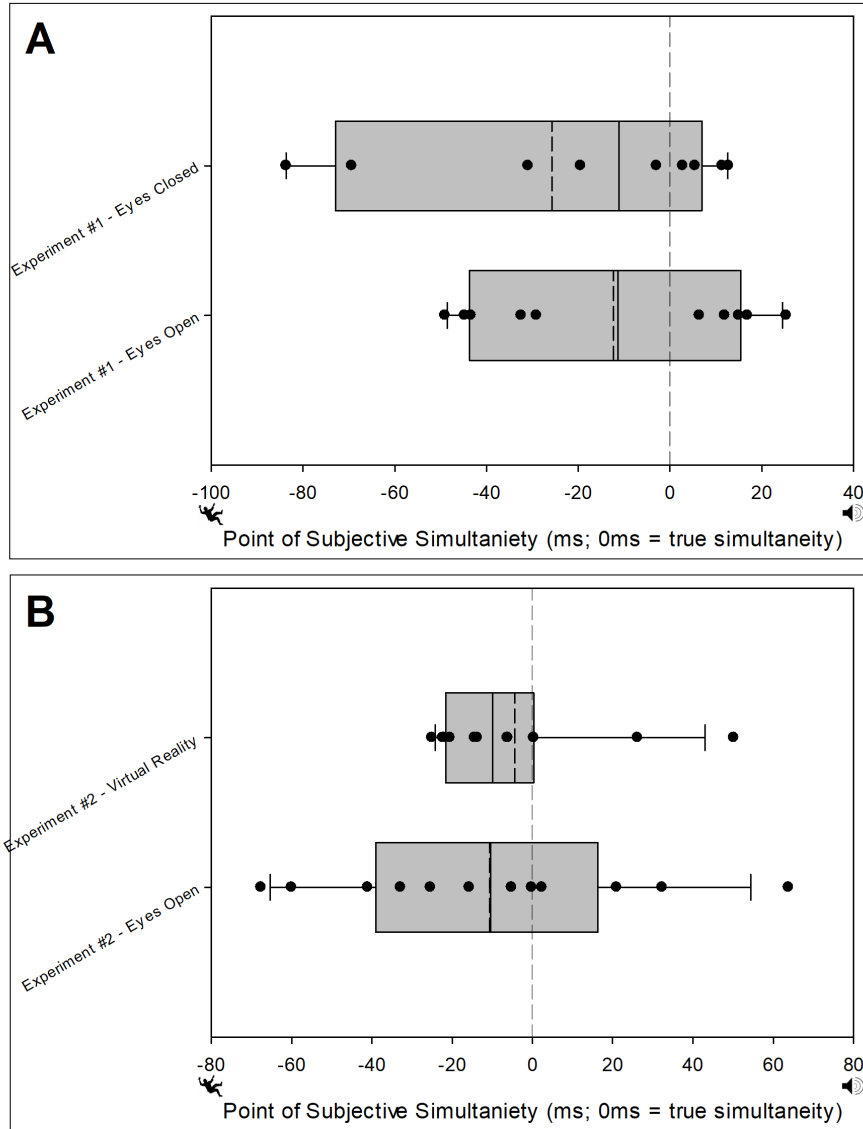 A
Experiment #1 - Eyes Closed
Experiment #1 - Eyes Open
-100 -80 -60 -40 -20 0 20 40
Point of Subjective Simultaniety (ms; 0ms = true simultaneity)
B
Experiment #2 - Virtual Reality
Experiment #2 - Eyes Open
-80 -60 -40 -20 0 20 40 60 80
Point of Subjective Simultaniety (ms; 0ms = true simultaneity)